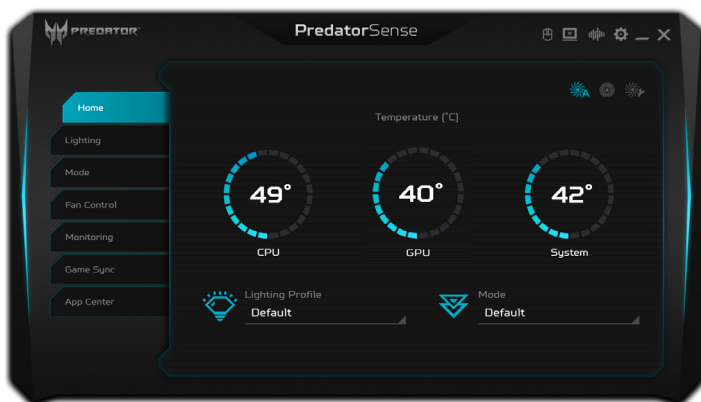 PREDATOR
PredatorSense
Home
Lighting
Mode
Fan Control
Monitoring
Game Sync
App Center
Temperature (°C)
49°
CPU
40°
GPU
42°
System
Lighting Profile
Default
Mode
Default